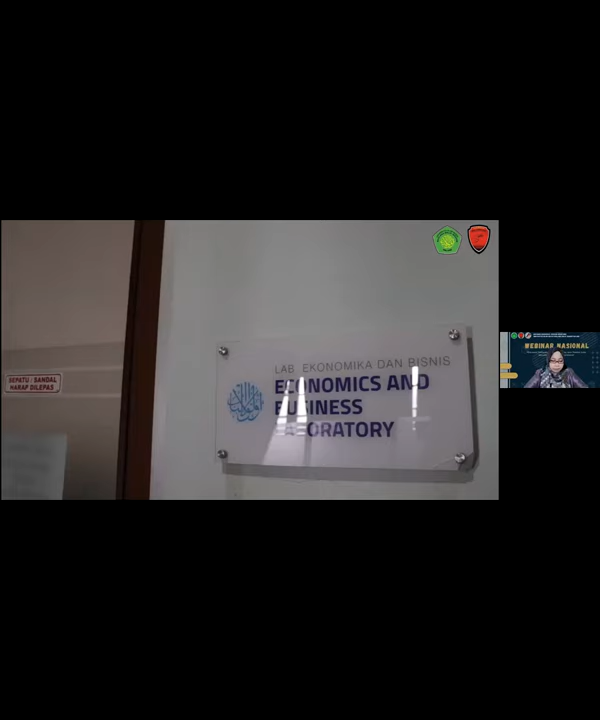 SEPATU / SANDAL
HARAP DILEPAS
LAB EKONOMIKA DAN BISNIS
ECONOMICS AND
BUSINESS
LABORATORY
WEBINAR NASIONAL